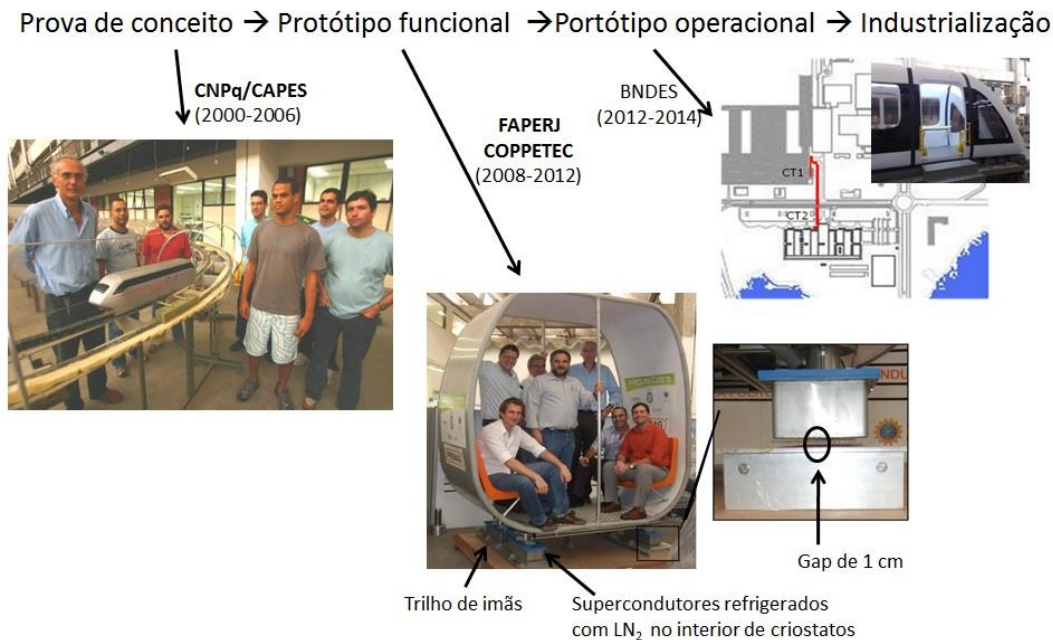 Prova de conceito → Protótipo funcional →Portótipo operacional → Industrialização
CNPq/CAPES
(2000-2006)
FAPERJ
COPPETEC
(2008-2012)
BNDES
(2012-2014)
CT1
CT2
Gap de 1 cm
Trilho de imãs
Supercondutores refrigerados
com LN₂ no interior de criostatos